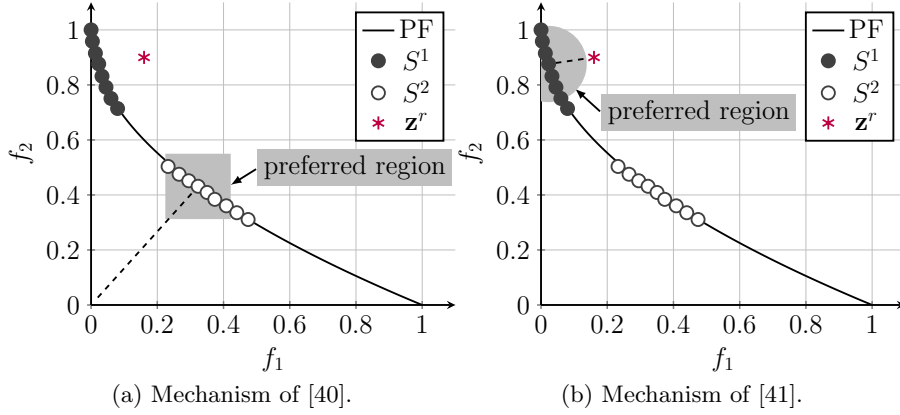 1
0.8
0.6
0.4
0.2
0
f2
PF
S¹
S²
zʳ
preferred region
0 0.2 0.4 0.6 0.8 1
f1
(a) Mechanism of [40].
1
0.8
0.6
0.4
0.2
0
f2
PF
S¹
S²
zʳ
preferred region
0 0.2 0.4 0.6 0.8 1
f1
(b) Mechanism of [41].